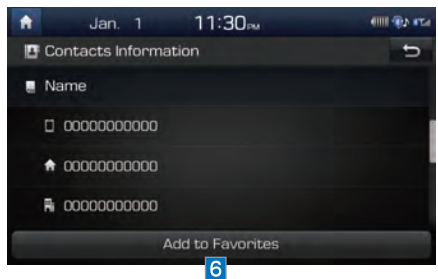 Jan. 1 11:30PM
Contacts Information
Name
00000000000
00000000000
00000000000
Add to Favorites
6